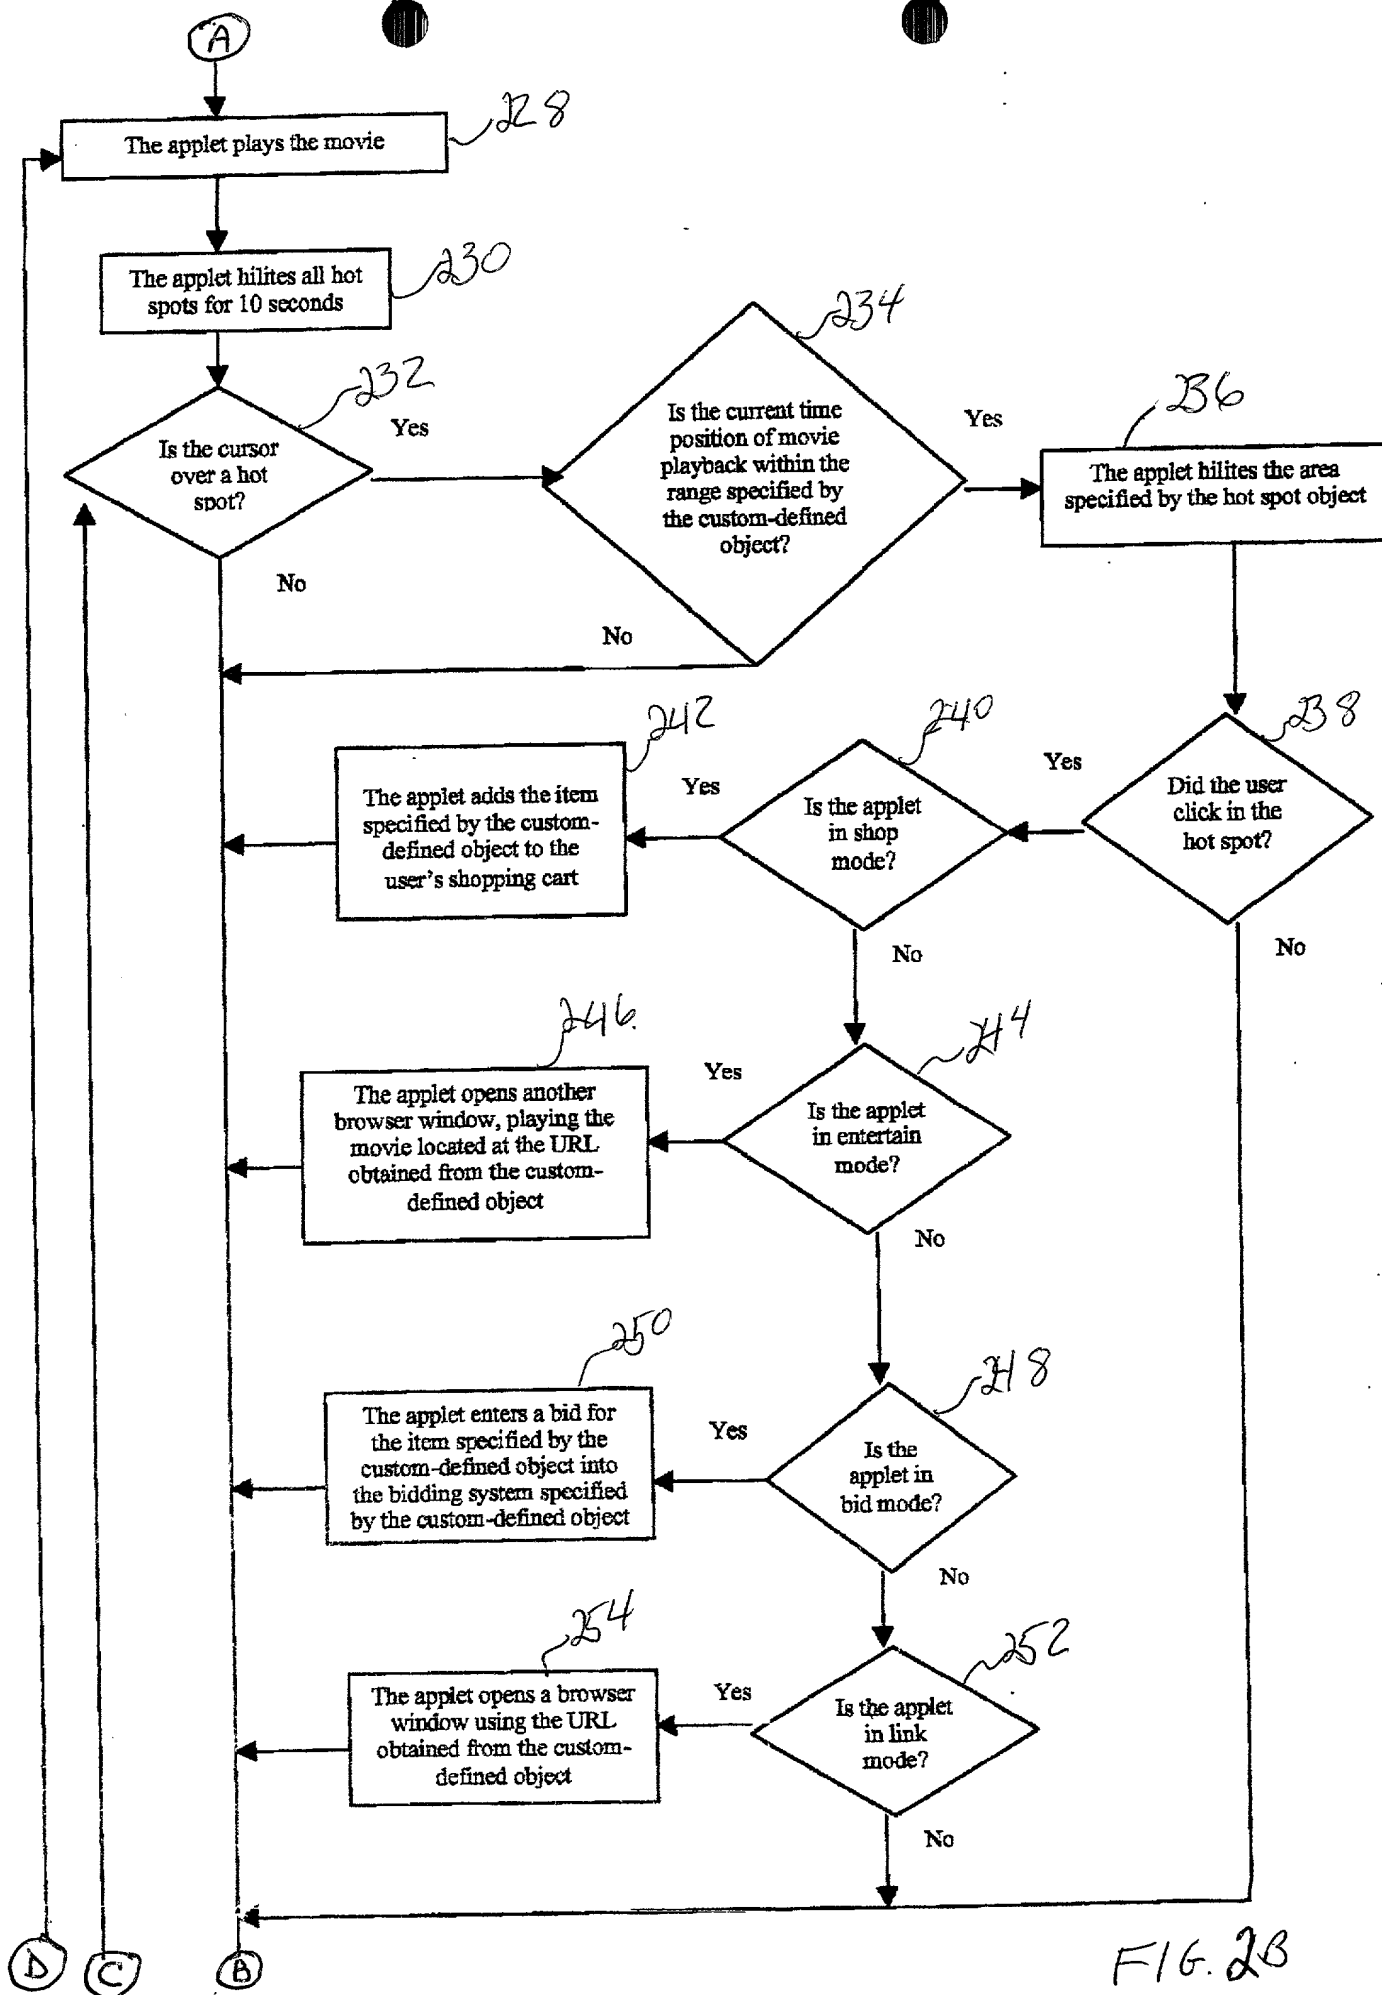 A
228
The applet plays the movie
230
The applet hilites all hot
spots for 10 seconds
232
Is the cursor
over a hot
spot?
Yes
No
234
Is the current time
position of movie
playback within the
range specified by
the custom-defined
object?
Yes
No
236
The applet hilites the area
specified by the hot spot object
238
Did the user
click in the
hot spot?
Yes
No
240
Is the applet
in shop
mode?
Yes
No
242
The applet adds the item
specified by the custom-
defined object to the
user's shopping cart
244
Is the applet
in entertain
mode?
Yes
No
246
The applet opens another
browser window, playing the
movie located at the URL
obtained from the custom-
defined object
248
Is the
applet in
bid mode?
Yes
No
250
The applet enters a bid for
the item specified by the
custom-defined object into
the bidding system specified
by the custom-defined object
252
Is the applet
in link
mode?
Yes
No
254
The applet opens a browser
window using the URL
obtained from the custom-
defined object
D
C
B
FIG. 2B